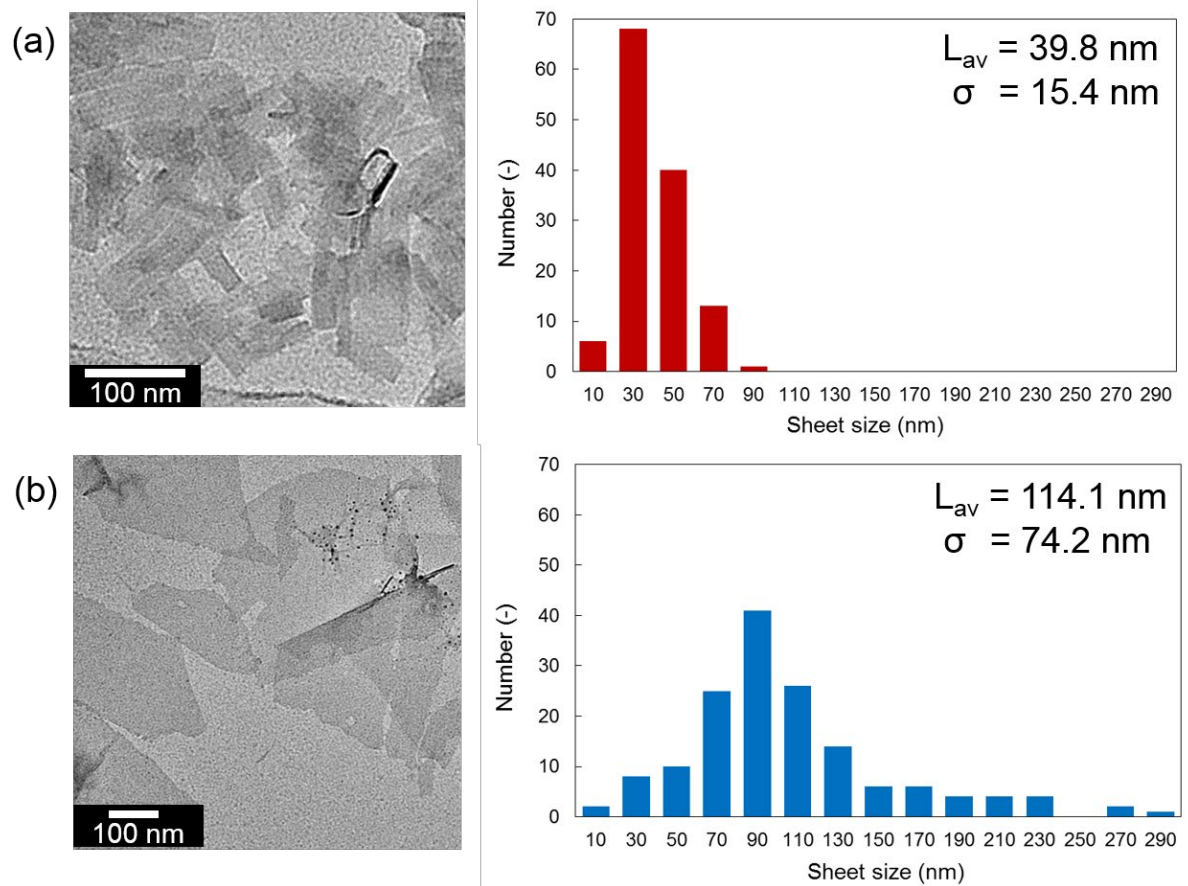 (a)
100 nm
L_av = 39.8 nm
σ = 15.4 nm
Number (-)
70
60
50
40
30
20
10
0
10 30 50 70 90 110 130 150 170 190 210 230 250 270 290
Sheet size (nm)
(b)
100 nm
L_av = 114.1 nm
σ = 74.2 nm
Number (-)
70
60
50
40
30
20
10
0
10 30 50 70 90 110 130 150 170 190 210 230 250 270 290
Sheet size (nm)